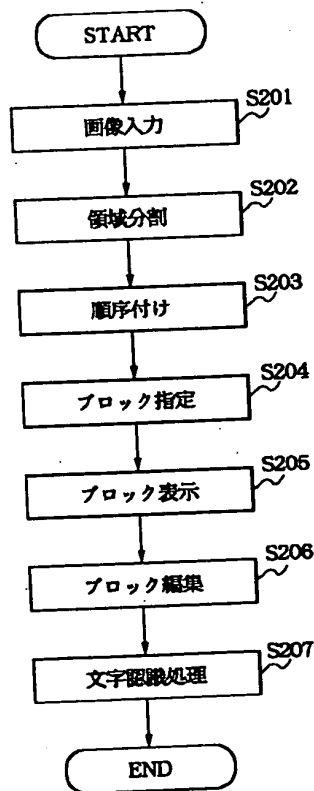 START
S201
画像入力
S202
領域分割
S203
順序付け
S204
ブロック指定
S205
ブロック表示
S206
ブロック編集
S207
文字認識処理
END